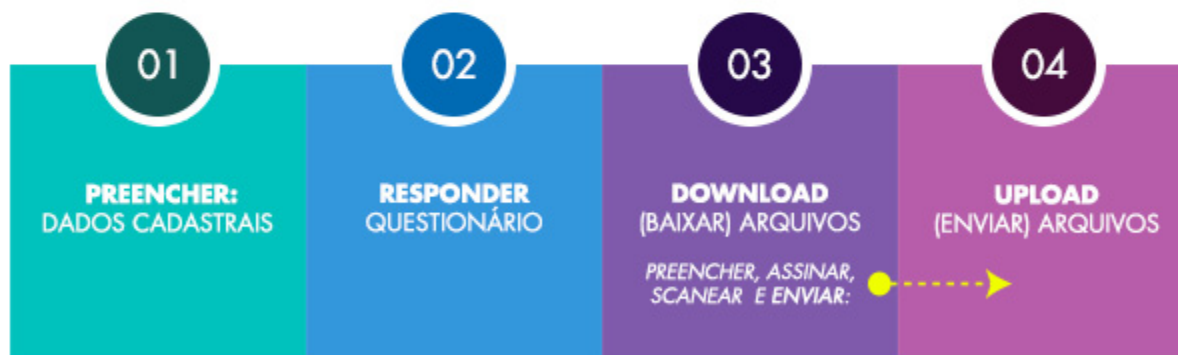 01
PREENCHER:
DADOS CADASTRAIS
02
RESPONDER
QUESTIONÁRIO
03
DOWNLOAD
(BAIXAR) ARQUIVOS
PREENCHER, ASSINAR,
SCANEAR E ENVIAR:
04
UPLOAD
(ENVIAR) ARQUIVOS